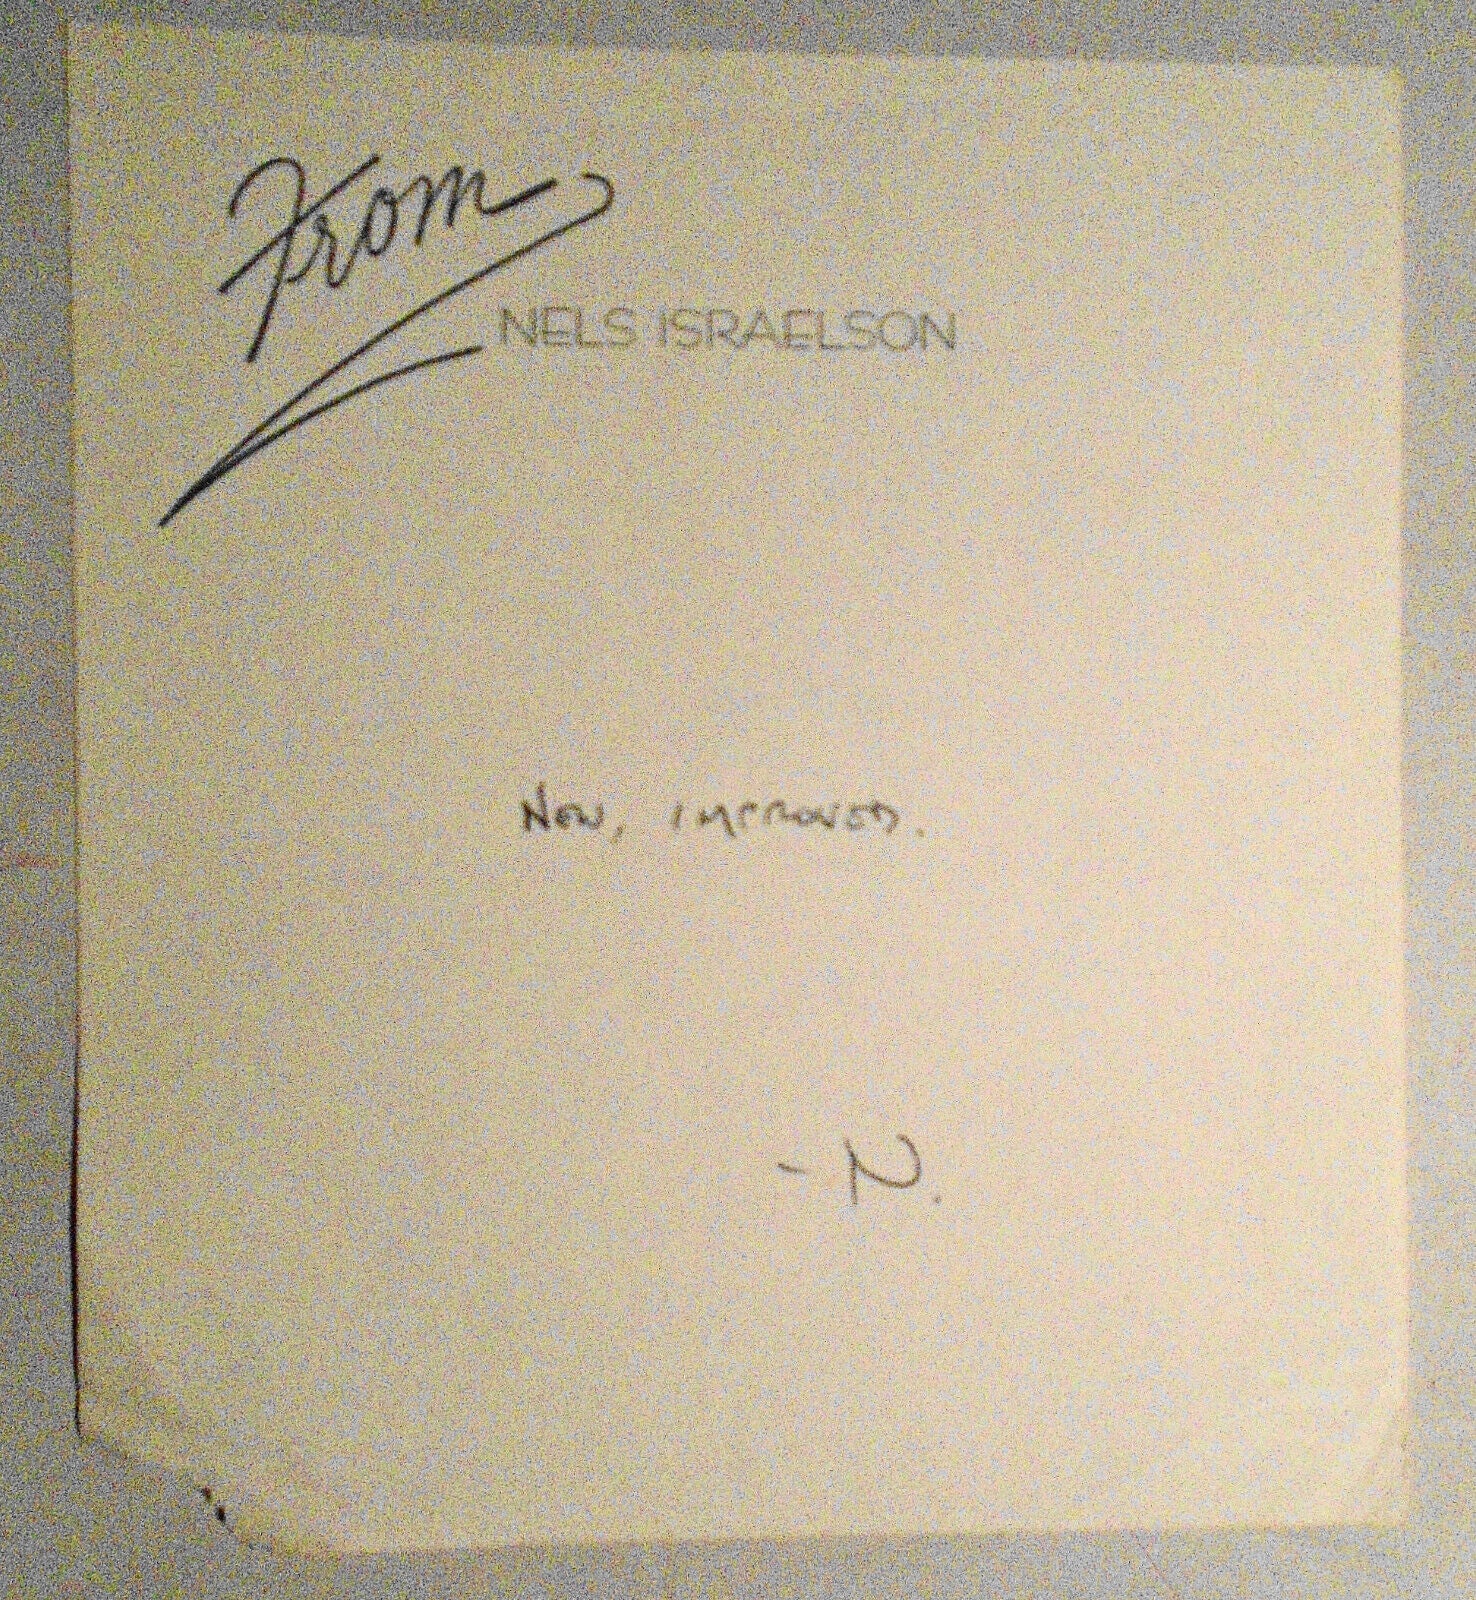 From
NELS ISRAELSON
NEW, IMPROVED.
- N.